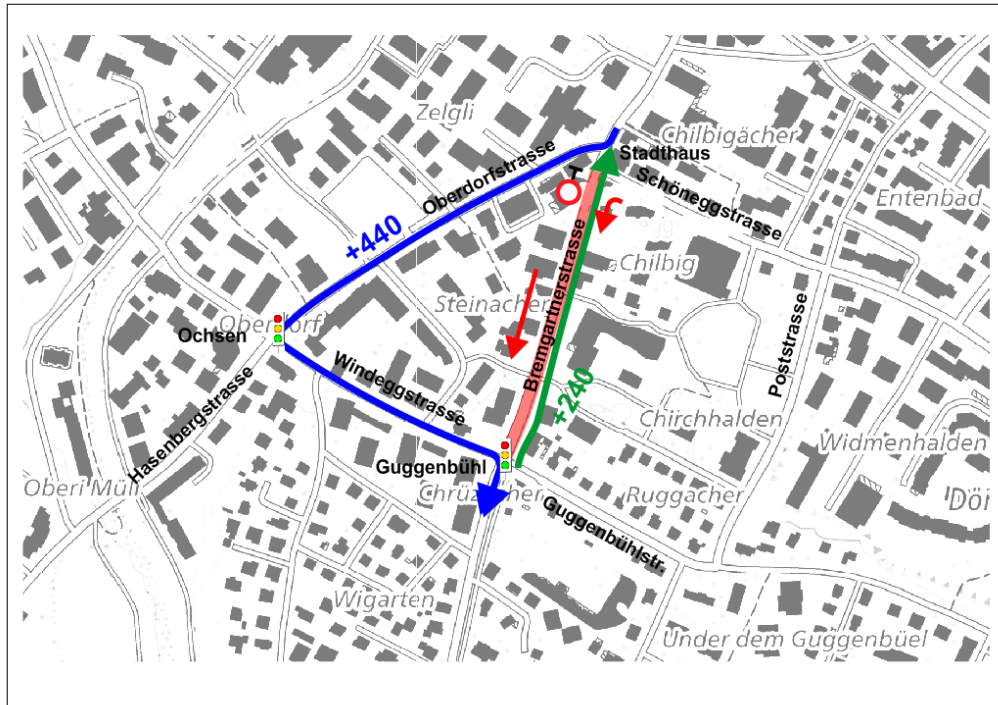 Zelgli
Chilbigächer
Stadthaus
Oberdorfstrasse
Schöneggstrasse
Entenbad
+440
Chilbig
Steinacher
Bremgartnerstrasse
Oberdorf
Ochsen
Poststrasse
Windeggstrasse
+240
Chirchhalden
Widmenhalden
Hasenbergstrasse
Guggenbühl
Oberi Müli
Chrüzacher
Ruggacher
Guggenbühlstr.
Wigarten
Under dem Guggenbüel